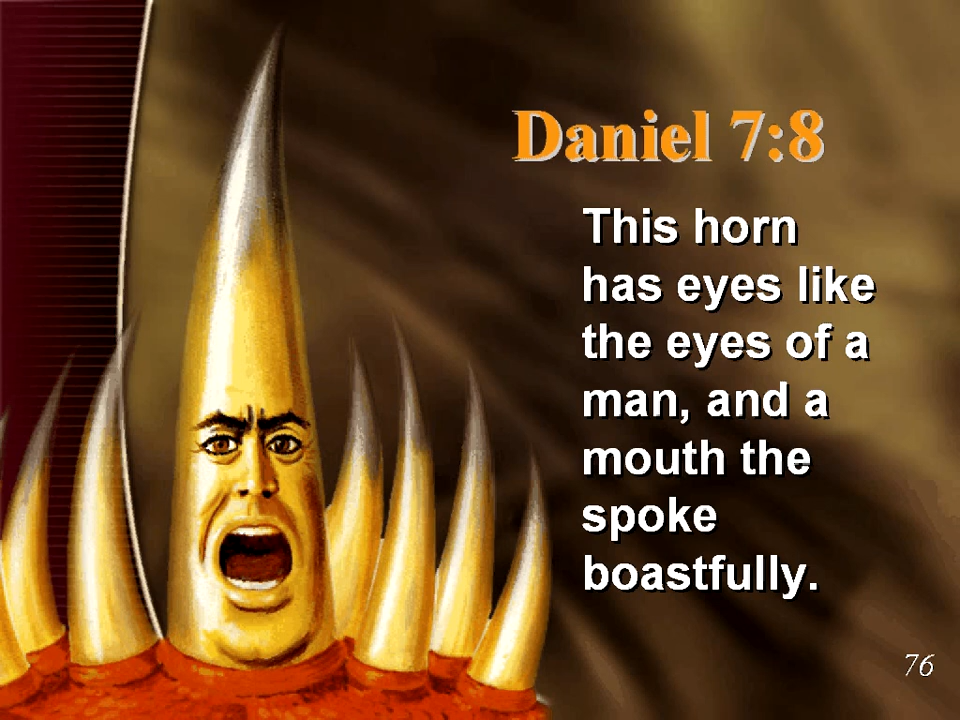 Daniel 7:8
This horn
has eyes like
the eyes of a
man, and a
mouth the
spoke
boastfully.
76